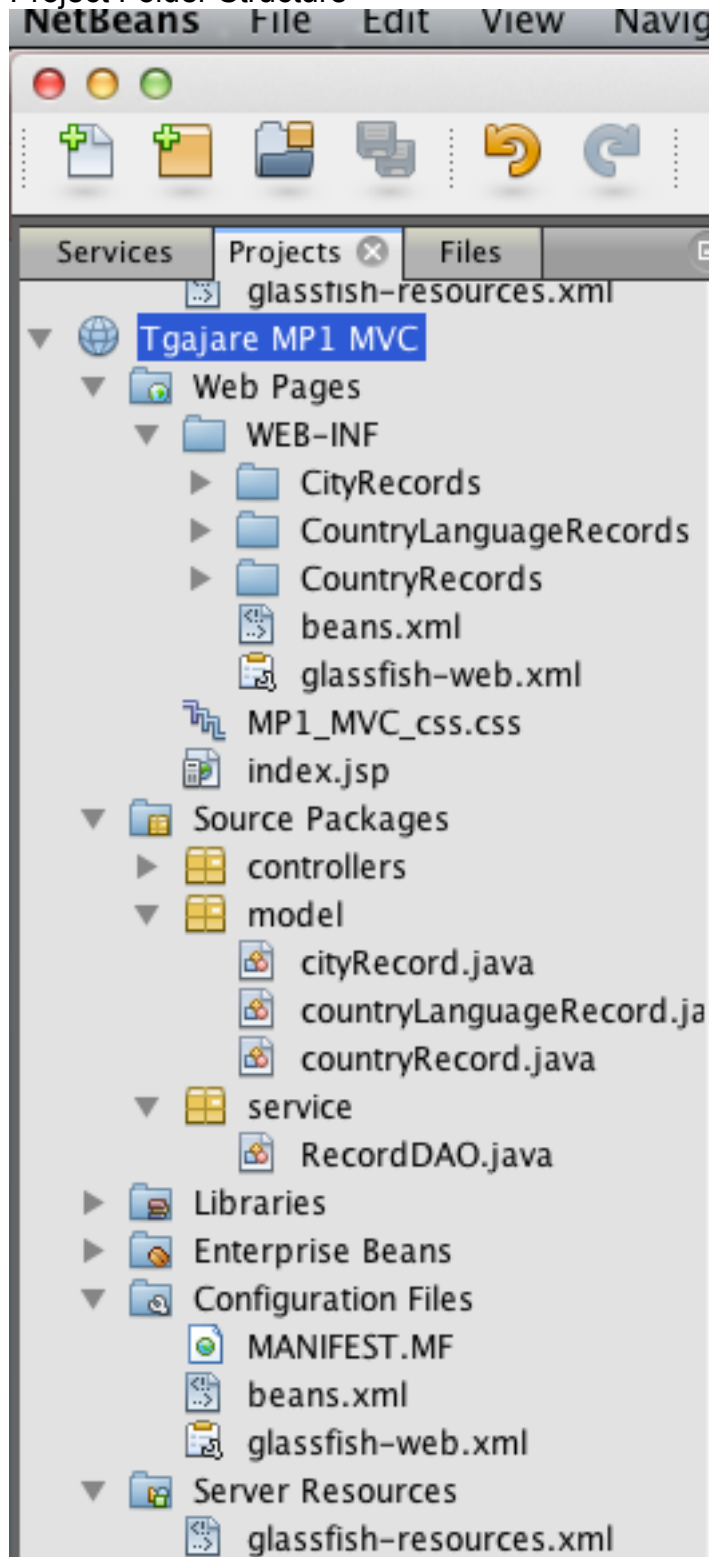 Project Folder Structure
NetBeans File Edit View Navig
Services Projects Files
glassfish-resources.xml
Tgajare MP1 MVC
Web Pages
WEB-INF
CityRecords
CountryLanguageRecords
CountryRecords
beans.xml
glassfish-web.xml
MP1_MVC_css.css
index.jsp
Source Packages
controllers
model
cityRecord.java
countryLanguageRecord.ja
countryRecord.java
service
RecordDAO.java
Libraries
Enterprise Beans
Configuration Files
MANIFEST.MF
beans.xml
glassfish-web.xml
Server Resources
glassfish-resources.xml